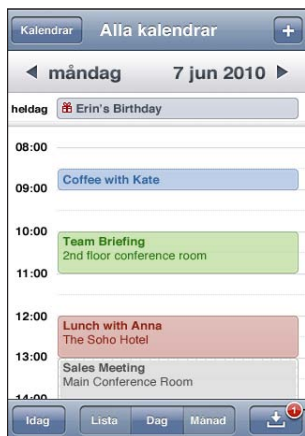 Kalendrar Alla kalendrar +
måndag 7 jun 2010
heldag Erin's Birthday
08:00
Coffee with Kate
09:00
10:00
Team Briefing
2nd floor conference room
11:00
12:00
Lunch with Anna
The Soho Hotel
13:00
Sales Meeting
Main Conference Room
14:00
Idag Lista Dag Månad 1